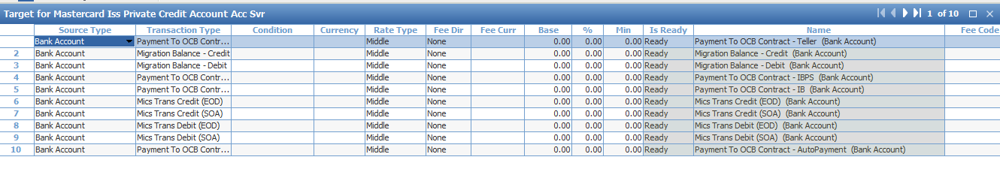 Target for Mastercard Iss Private Credit Account Acc Svr 1 of 10
Source Type Transaction Type Condition Currency Rate Type Fee Dir Fee Curr Base % Min Is Ready Name Fee Code
Bank Account Payment To OCB Contr... Middle None 0.00 0.00 0.00 Ready Payment To OCB Contract - Teller (Bank Account)
2 Bank Account Migration Balance - Credit Middle None 0.00 0.00 0.00 Ready Migration Balance - Credit (Bank Account)
3 Bank Account Migration Balance - Debit Middle None 0.00 0.00 0.00 Ready Migration Balance - Debit (Bank Account)
4 Bank Account Payment To OCB Contr... Middle None 0.00 0.00 0.00 Ready Payment To OCB Contract - IBPS (Bank Account)
5 Bank Account Payment To OCB Contr... Middle None 0.00 0.00 0.00 Ready Payment To OCB Contract - IB (Bank Account)
6 Bank Account Mics Trans Credit (EOD) Middle None 0.00 0.00 0.00 Ready Mics Trans Credit (EOD) (Bank Account)
7 Bank Account Mics Trans Credit (SOA) Middle None 0.00 0.00 0.00 Ready Mics Trans Credit (SOA) (Bank Account)
8 Bank Account Mics Trans Debit (EOD) Middle None 0.00 0.00 0.00 Ready Mics Trans Debit (EOD) (Bank Account)
9 Bank Account Mics Trans Debit (SOA) Middle None 0.00 0.00 0.00 Ready Mics Trans Debit (SOA) (Bank Account)
10 Bank Account Payment To OCB Contr... Middle None 0.00 0.00 0.00 Ready Payment To OCB Contract - AutoPayment (Bank Account)